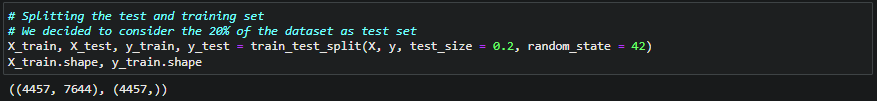 # Splitting the test and training set
# We decided to consider the 20% of the dataset as test set
X_train, X_test, y_train, y_test = train_test_split(X, y, test_size = 0.2, random_state = 42)
X_train.shape, y_train.shape
((4457, 7644), (4457,))